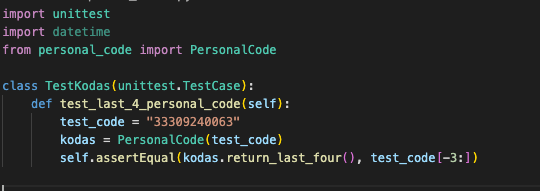 import unittest
import datetime
from personal_code import PersonalCode

class TestKodas(unittest.TestCase):
    def test_last_4_personal_code(self):
        test_code = "33309240063"
        kodas = PersonalCode(test_code)
        self.assertEqual(kodas.return_last_four(), test_code[-3:])